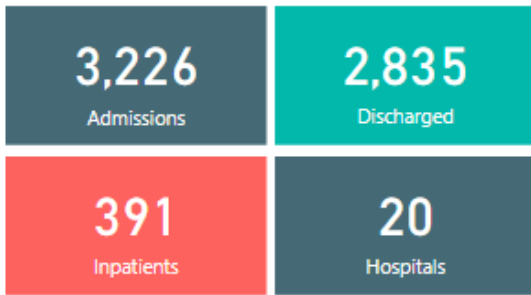 3,226
Admissions
2,835
Discharged
391
Inpatients
20
Hospitals